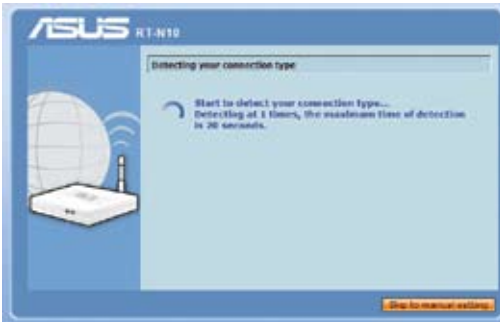 ASUS RT-N10
Detecting your connection type
Start to detect your connection type...
Detecting at 1 times, the maximum time of detection
is 20 seconds.
Skip to manual setting